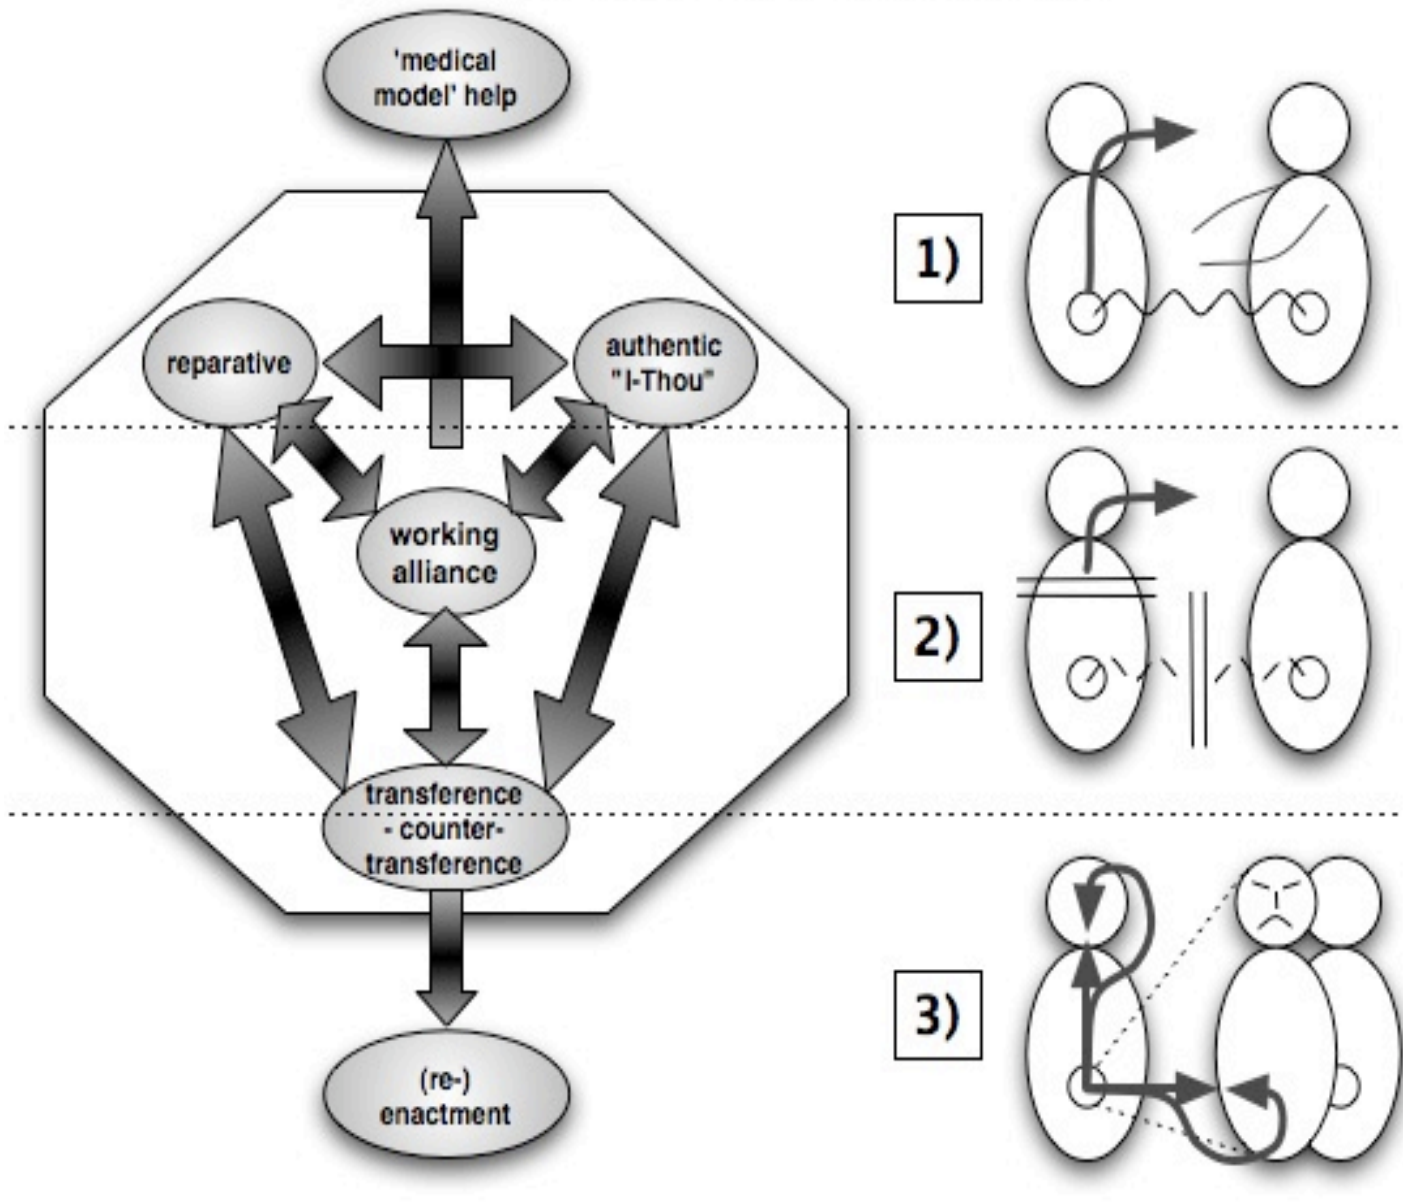 'medical
model' help
reparative
authentic
"I-Thou"
working
alliance
transference
- counter-
transference
(re-)
enactment
1)
2)
3)